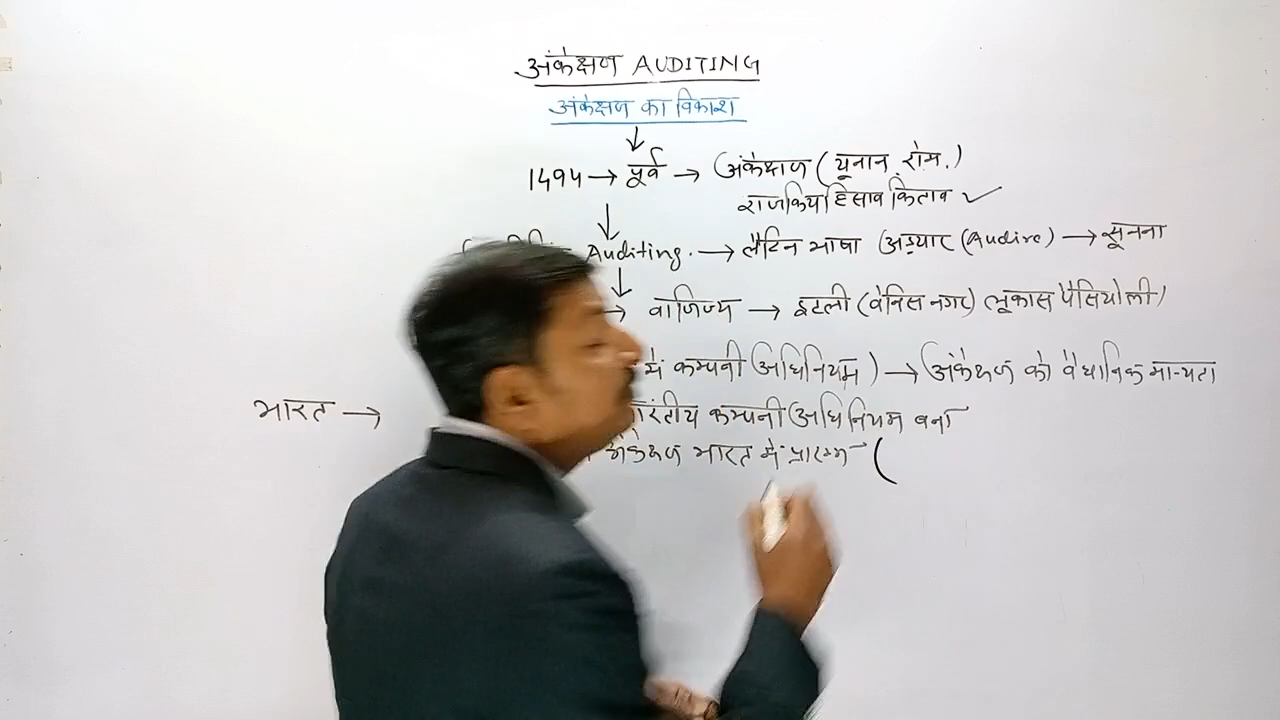 अंकेक्षण AUDITING
अंकेक्षण का विकाश
↓
1494 → पूर्व → अंकेक्षण (यूनान, रोम.)
राजकिय हिसाव किताव ✓
↓
Auditing. → लैटिन भाषा अड्यार (Audire) → सूनना
↓
→ वाणिज्य → इटली (वेनिस नगर) लूकास पैसियोली)
में कम्पनी अधिनियम) → अंकेक्षण को वैधानिक मान्यता
भारत → भारतीय कम्पनी अधिनियम बना
अंकेक्षण भारत में प्रारम्भ (